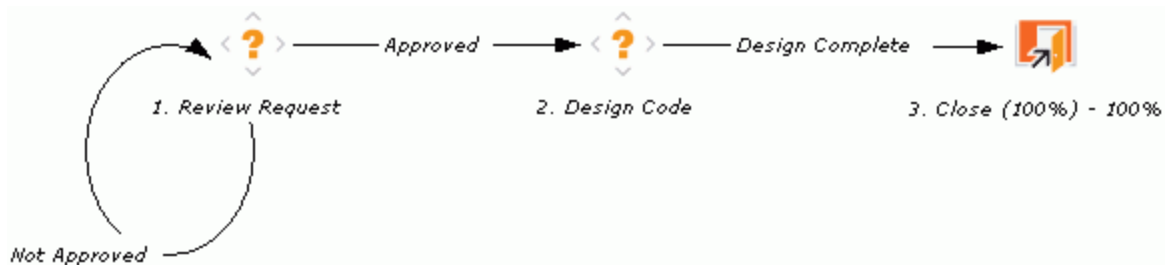 Approved
Design Complete
1. Review Request
2. Design Code
3. Close (100%) - 100%
Not Approved